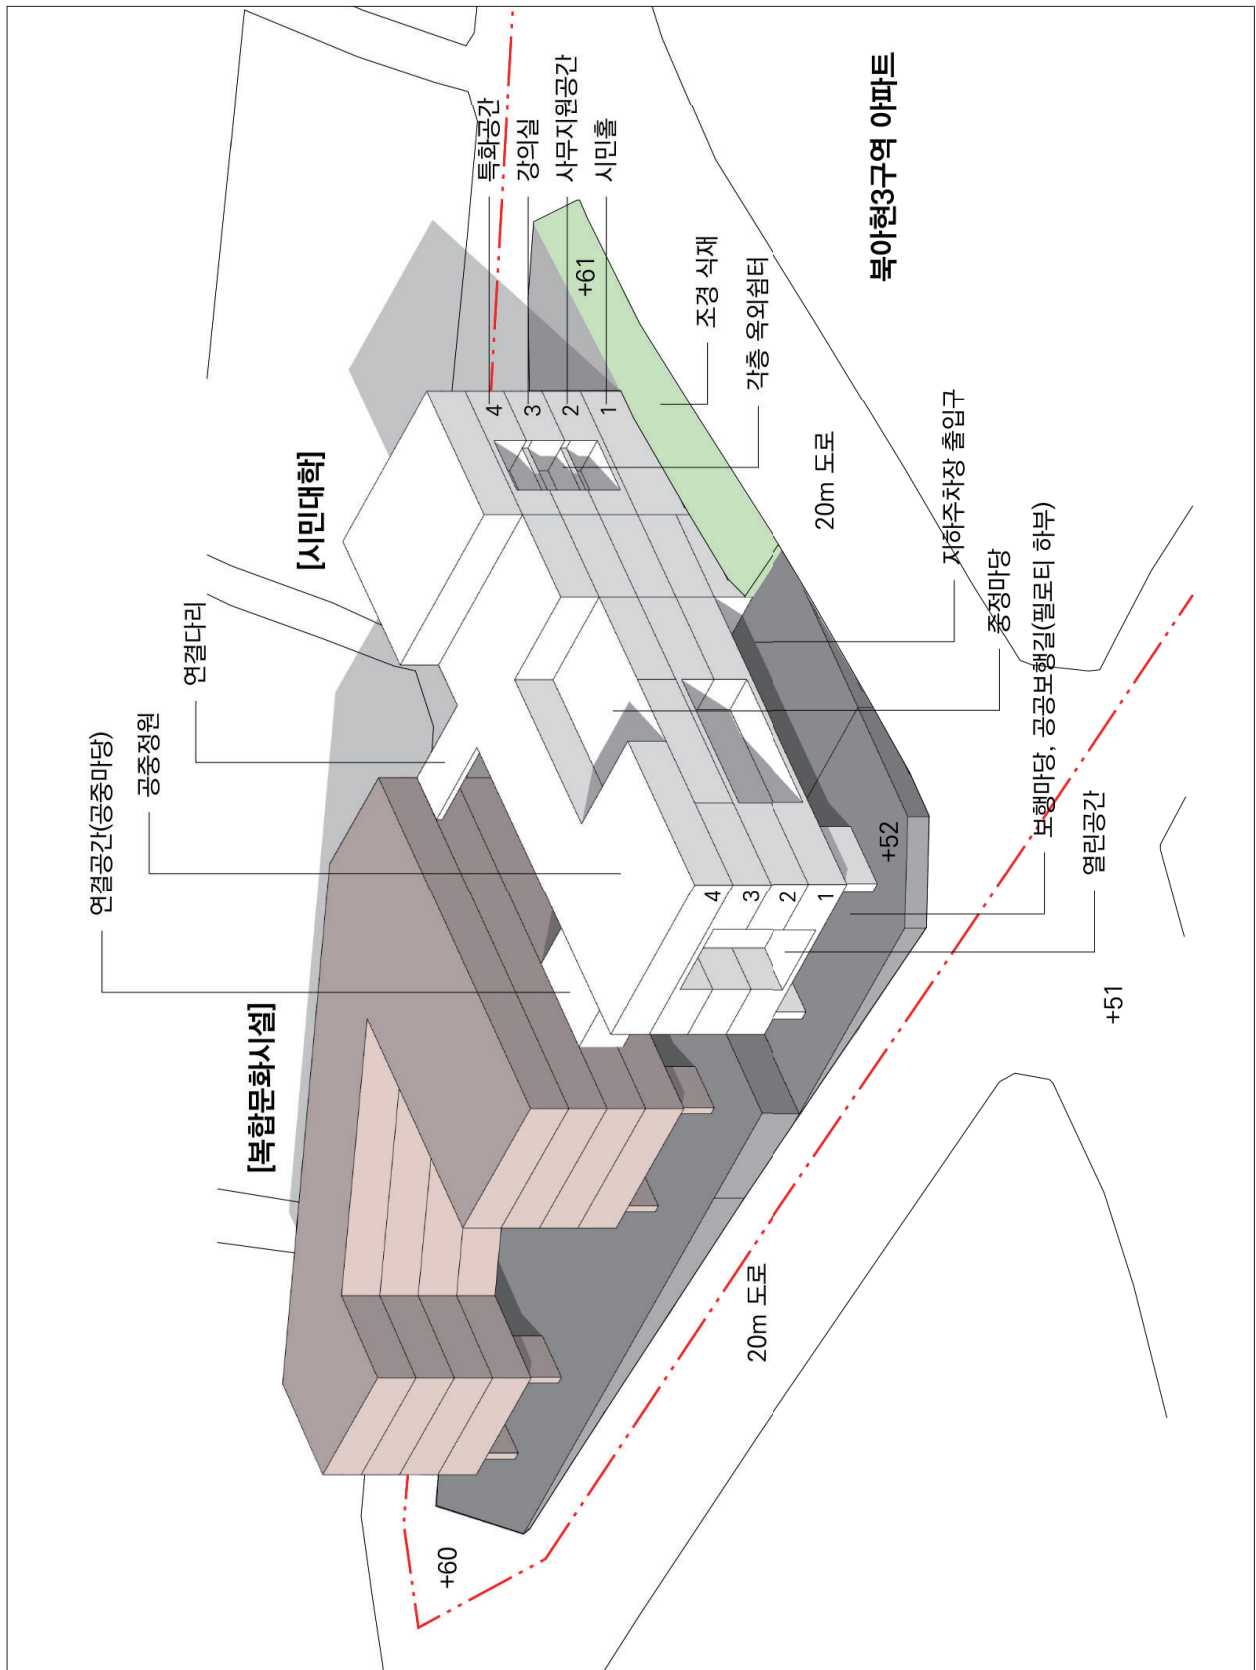 [복합문화시설]
[시민대학]
연결공간(공중마당)
공중정원
연결다리
특화공간
강의실
사무지원공간
시민홀
4
3
2
1
4
3
2
1
+61
조경 식재
각층 옥외쉼터
북아현3구역 아파트
20m 도로
지하주차장 출입구
중정마당
보행마당, 공공보행길(필로티 하부)
열린공간
+52
+51
20m 도로
+60